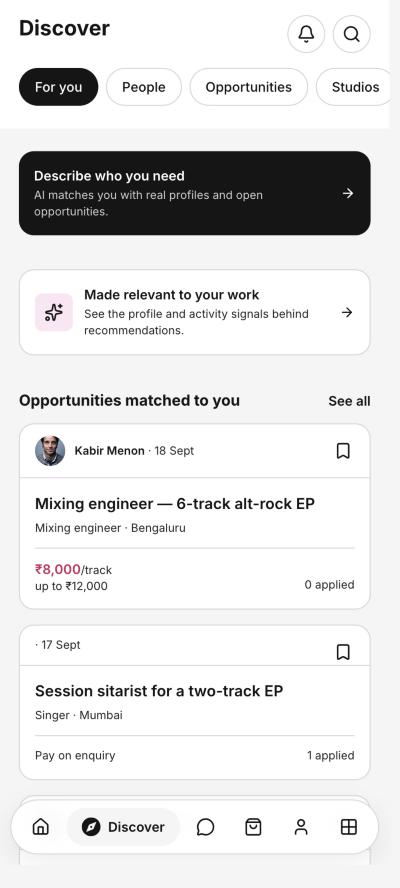 Discover
For you
People
Opportunities
Studios
Describe who you need
AI matches you with real profiles and open
opportunities.
Made relevant to your work
See the profile and activity signals behind
recommendations.
Opportunities matched to you
See all
Kabir Menon · 18 Sept
Mixing engineer — 6-track alt-rock EP
Mixing engineer · Bengaluru
₹8,000/track
up to ₹12,000
0 applied
· 17 Sept
Session sitarist for a two-track EP
Singer · Mumbai
Pay on enquiry
1 applied
Discover